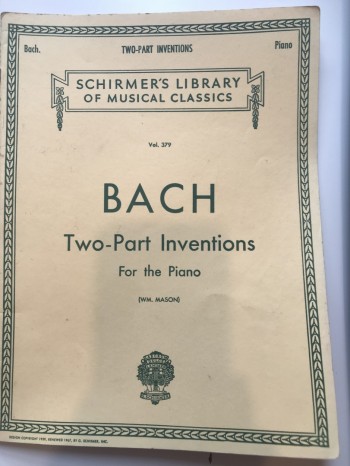 Bach. TWO-PART INVENTIONS Piano
SCHIRMER'S LIBRARY
OF MUSICAL CLASSICS
Vol. 379
BACH
Two-Part Inventions
For the Piano
(WM. MASON)